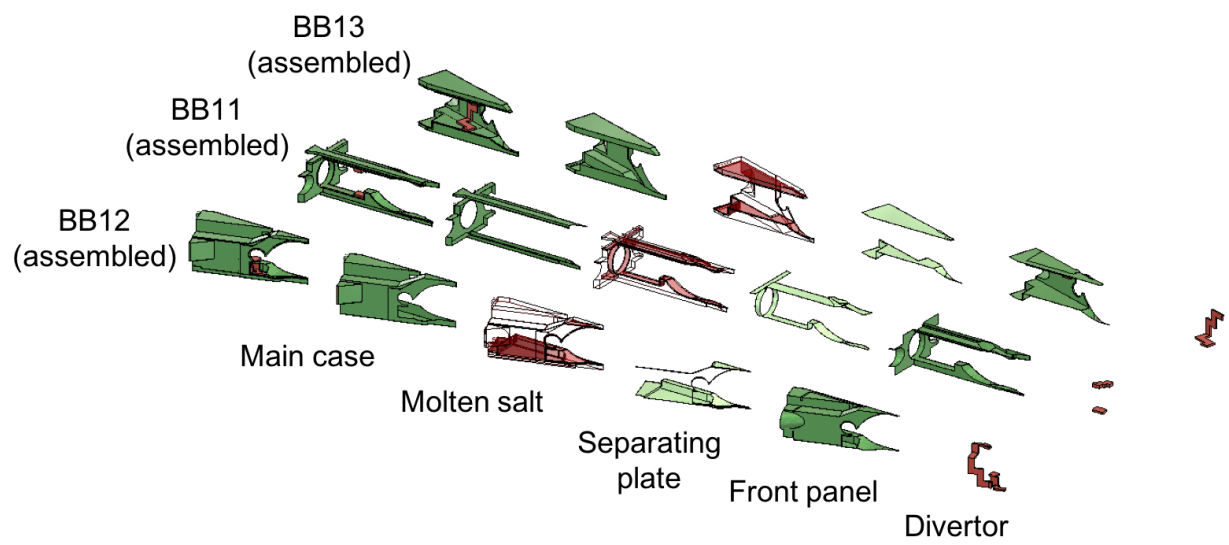 BB13
(assembled)
BB11
(assembled)
BB12
(assembled)
Main case
Molten salt
Separating
plate
Front panel
Divertor